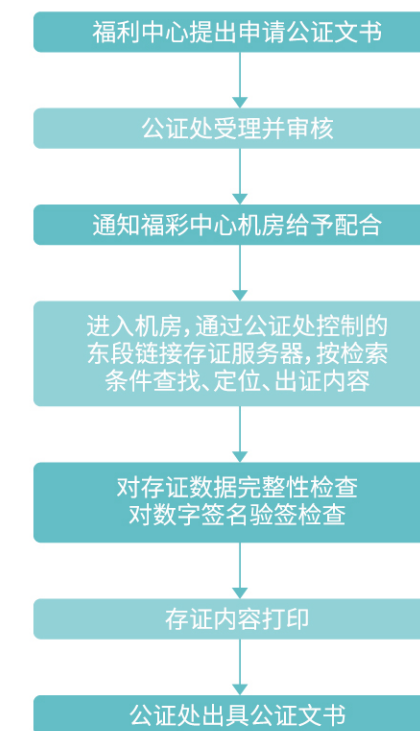 福利中心提出申请公证文书
公证处受理并审核
通知福彩中心机房给予配合
进入机房，通过公证处控制的
东段链接存证服务器，按检索
条件查找、定位、出证内容
对存证数据完整性检查
对数字签名验签检查
存证内容打印
公证处出具公证文书